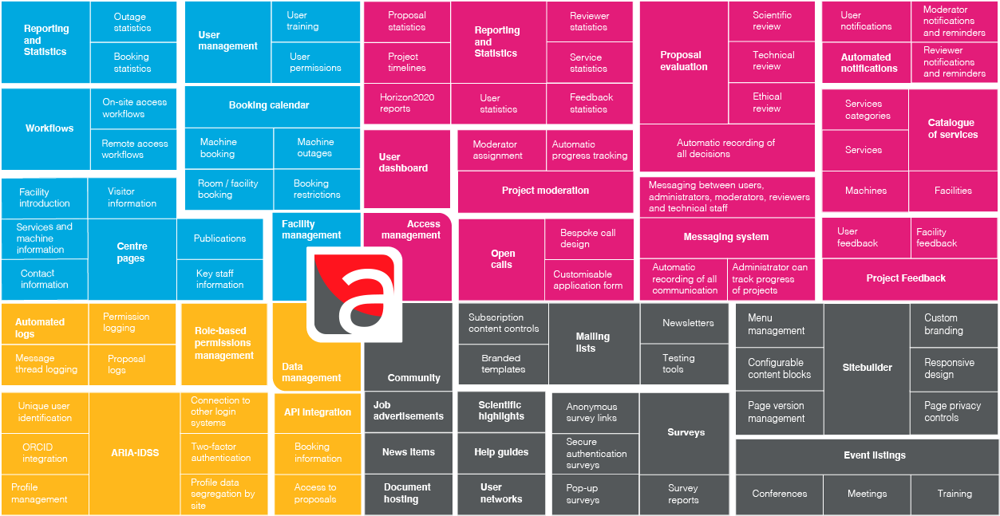 Reporting
and
Statistics
Outage
statistics
Booking
statistics
Workflows
On-site access
workflows
Remote access
workflows
User
management
User
training
User
permissions
Booking calendar
Machine
booking
Machine
outages
Room / facility
booking
Booking
restrictions
Facility
introduction
Visitor
information
Services and
machine
information
Centre
pages
Contact
information
Publications
Key staff
information
Facility
management
Proposal
statistics
Project
timelines
Horizon2020
reports
Reporting
and
Statistics
User
statistics
Reviewer
statistics
Service
statistics
Feedback
statistics
User
dashboard
Access
management
Moderator
assignment
Automatic
progress tracking
Project moderation
Open
calls
Bespoke call
design
Customisable
application form
Proposal
evaluation
Scientific
review
Technical
review
Ethical
review
Automatic recording of
all decisions
Messaging between users,
administrators, moderators, reviewers
and technical staff
Messaging system
Automatic
recording of all
communication
Administrator can
track progress
of projects
User
notifications
Moderator
notifications
and reminders
Automated
notifications
Reviewer
notifications
and reminders
Services
categories
Services
Catalogue
of services
Machines
Facilities
User
feedback
Facility
feedback
Project Feedback
a
Automated
logs
Permission
logging
Message
thread logging
Proposal
logs
Role-based
permissions
management
Data
management
Unique user
identification
ORCID
integration
Profile
management
ARIA-IDSS
Connection to
other login
systems
Two-factor
authentication
Profile data
segregation by
site
API Integration
Booking
information
Access to
proposals
Community
Job
advertisements
News items
Document
hosting
Subscription
content controls
Branded
templates
Mailing
lists
Newsletters
Testing
tools
Scientific
highlights
Help guides
User
networks
Anonymous
survey links
Secure
authentication
surveys
Pop-up
surveys
Surveys
Survey
reports
Menu
management
Configurable
content blocks
Page version
management
Sitebuilder
Custom
branding
Responsive
design
Page privacy
controls
Event listings
Conferences
Meetings
Training